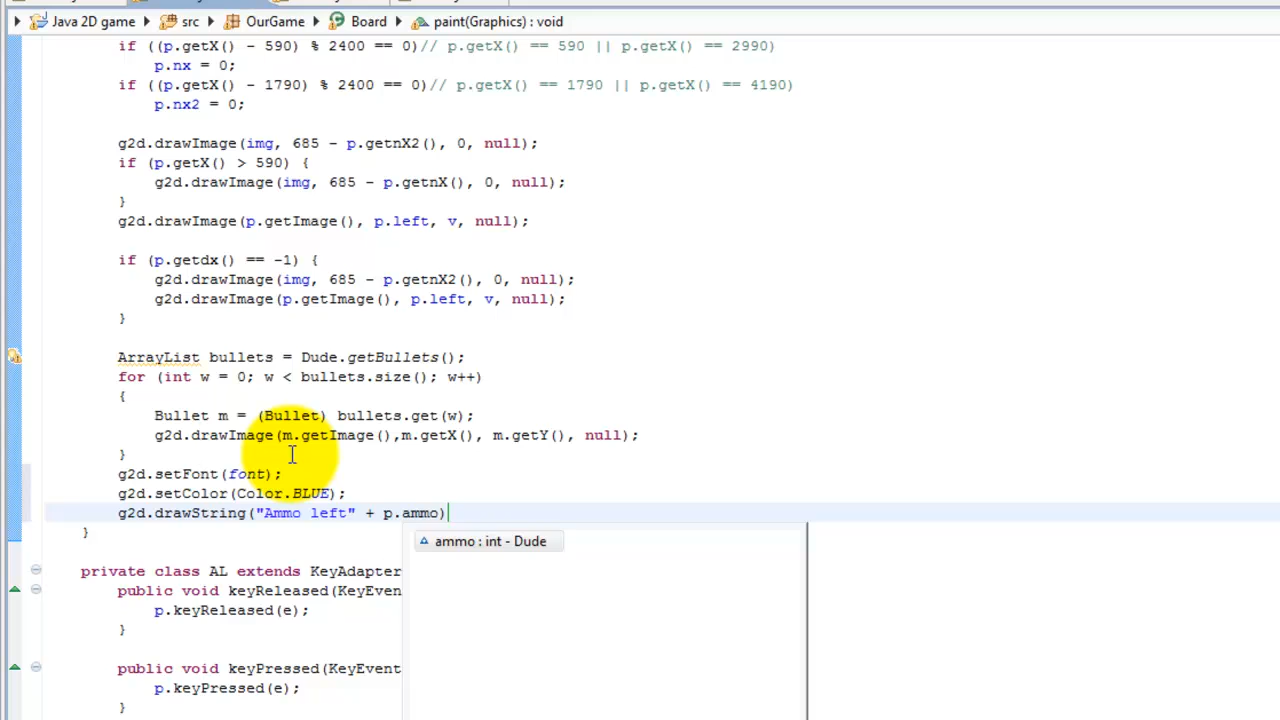 Java 2D game src OurGame Board paint(Graphics) : void
if ((p.getX() - 590) % 2400 == 0)// p.getX() == 590 || p.getX() == 2990)
p.nx = 0;
if ((p.getX() - 1790) % 2400 == 0)// p.getX() == 1790 || p.getX() == 4190)
p.nx2 = 0;
g2d.drawImage(img, 685 - p.getnX2(), 0, null);
if (p.getX() > 590) {
g2d.drawImage(img, 685 - p.getnX(), 0, null);
}
g2d.drawImage(p.getImage(), p.left, v, null);
if (p.getdx() == -1) {
g2d.drawImage(img, 685 - p.getnX2(), 0, null);
g2d.drawImage(p.getImage(), p.left, v, null);
}
ArrayList bullets = Dude.getBullets();
for (int w = 0; w < bullets.size(); w++)
{
Bullet m = (Bullet) bullets.get(w);
g2d.drawImage(m.getImage(),m.getX(), m.getY(), null);
}
g2d.setFont(font);
g2d.setColor(Color.BLUE);
g2d.drawString("Ammo left" + p.ammo)
}
ammo : int - Dude
private class AL extends KeyAdapter
public void keyReleased(KeyEven
p.keyReleased(e);
}
public void keyPressed(KeyEvent
p.keyPressed(e);
}